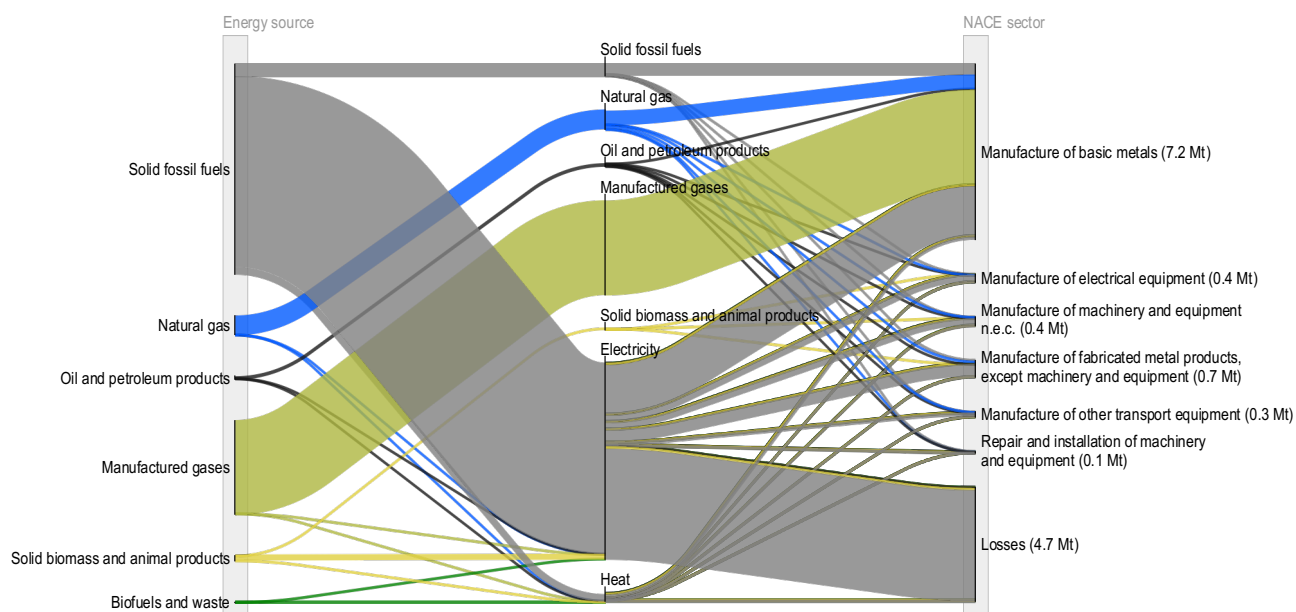 Energy source
NACE sector
Solid fossil fuels
Natural gas
Oil and petroleum products
Manufactured gases
Solid biomass and animal products
Biofuels and waste
Solid fossil fuels
Natural gas
Oil and petroleum products
Manufactured gases
Solid biomass and animal products
Electricity
Heat
Manufacture of basic metals (7.2 Mt)
Manufacture of electrical equipment (0.4 Mt)
Manufacture of machinery and equipment
n.e.c. (0.4 Mt)
Manufacture of fabricated metal products,
except machinery and equipment (0.7 Mt)
Manufacture of other transport equipment (0.3 Mt)
Repair and installation of machinery
and equipment (0.1 Mt)
Losses (4.7 Mt)